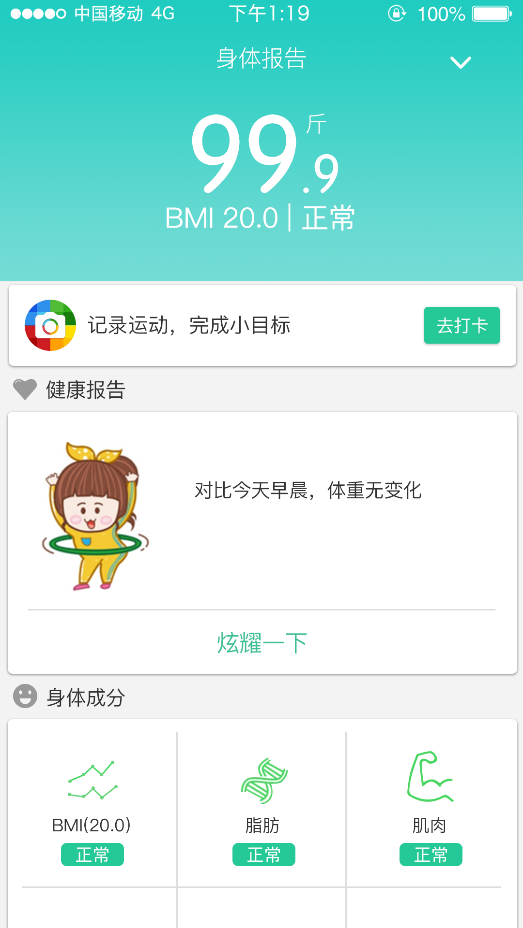 中国移动 4G 下午1:19 100%
身体报告
99.9斤
BMI 20.0 | 正常
记录运动，完成小目标 去打卡
健康报告
对比今天早晨，体重无变化
炫耀一下
身体成分
BMI(20.0) 脂肪 肌肉
正常 正常 正常